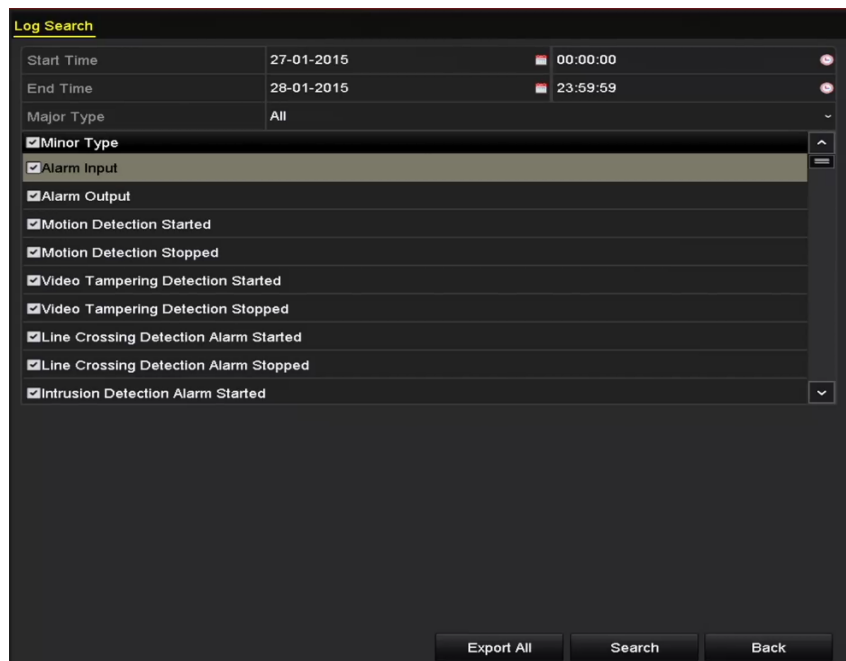 Log Search
Start Time 27-01-2015 00:00:00
End Time 28-01-2015 23:59:59
Major Type All
Minor Type
Alarm Input
Alarm Output
Motion Detection Started
Motion Detection Stopped
Video Tampering Detection Started
Video Tampering Detection Stopped
Line Crossing Detection Alarm Started
Line Crossing Detection Alarm Stopped
Intrusion Detection Alarm Started
Export All Search Back